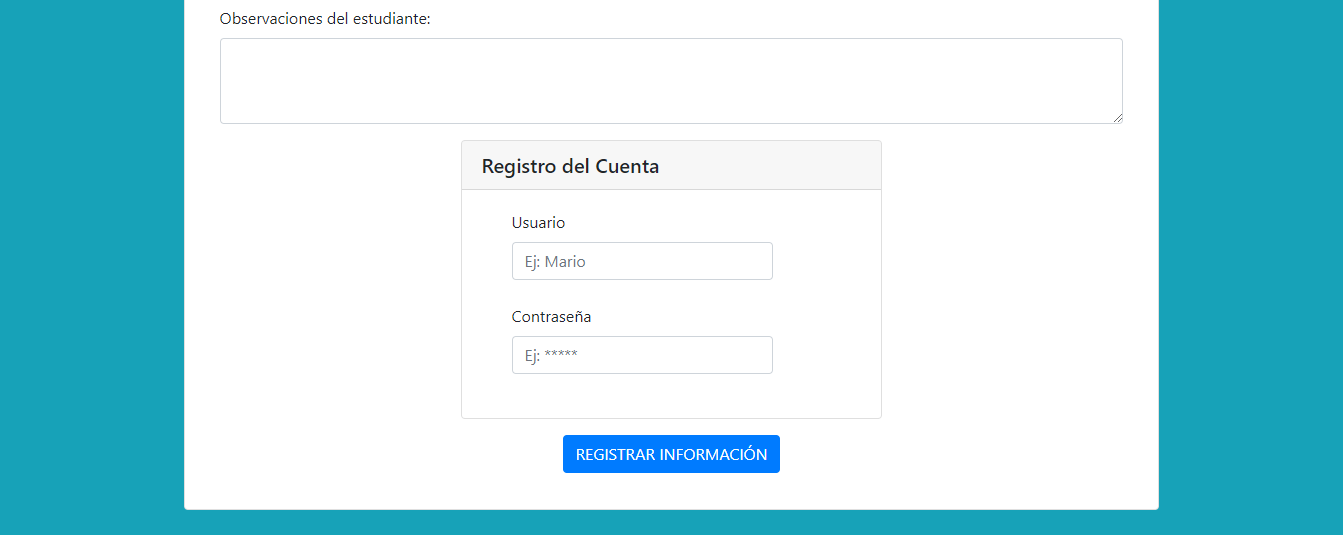 Observaciones del estudiante:
Registro del Cuenta
Usuario
Ej: Mario
Contraseña
Ej: *****
REGISTRAR INFORMACIÓN